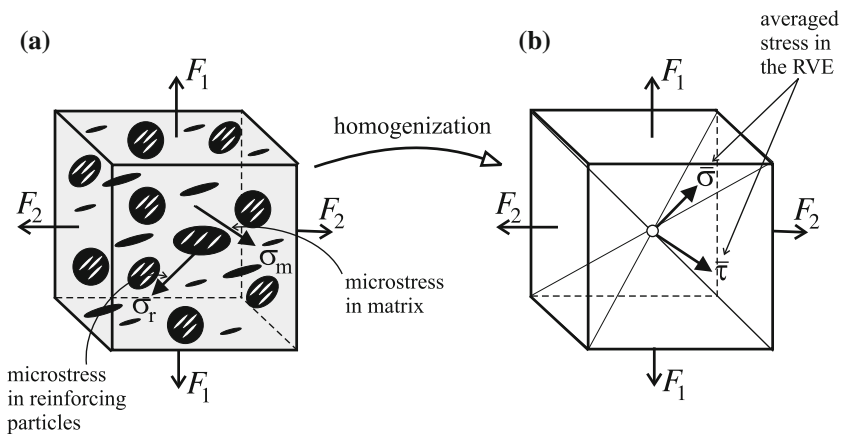 (a)
F₁
F₂
F₂
σₘ
σᵣ
F₁
microstress
in matrix
microstress
in reinforcing
particles
homogenization
(b)
averaged
stress in
the RVE
F₁
σ̄
F₂
F₂
τ̄
F₁